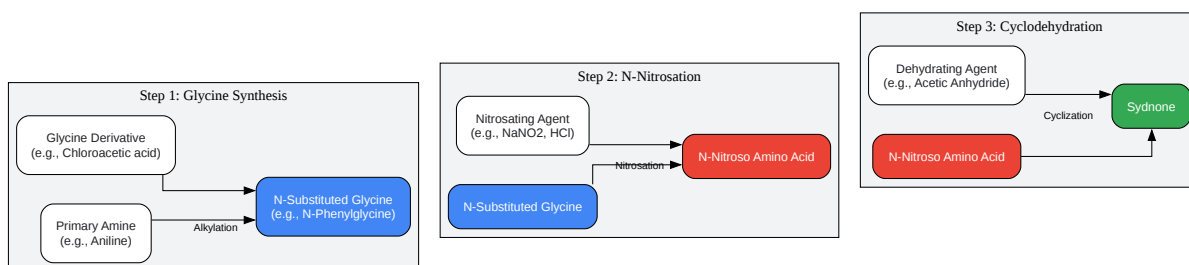 Step 1: Glycine Synthesis
Glycine Derivative
(e.g., Chloroacetic acid)
Primary Amine
(e.g., Aniline)
Alkylation
N-Substituted Glycine
(e.g., N-Phenylglycine)
Step 2: N-Nitrosation
Nitrosating Agent
(e.g., NaNO2, HCl)
N-Substituted Glycine
Nitrosation
N-Nitroso Amino Acid
Step 3: Cyclodehydration
Dehydrating Agent
(e.g., Acetic Anhydride)
N-Nitroso Amino Acid
Cyclization
Sydnone